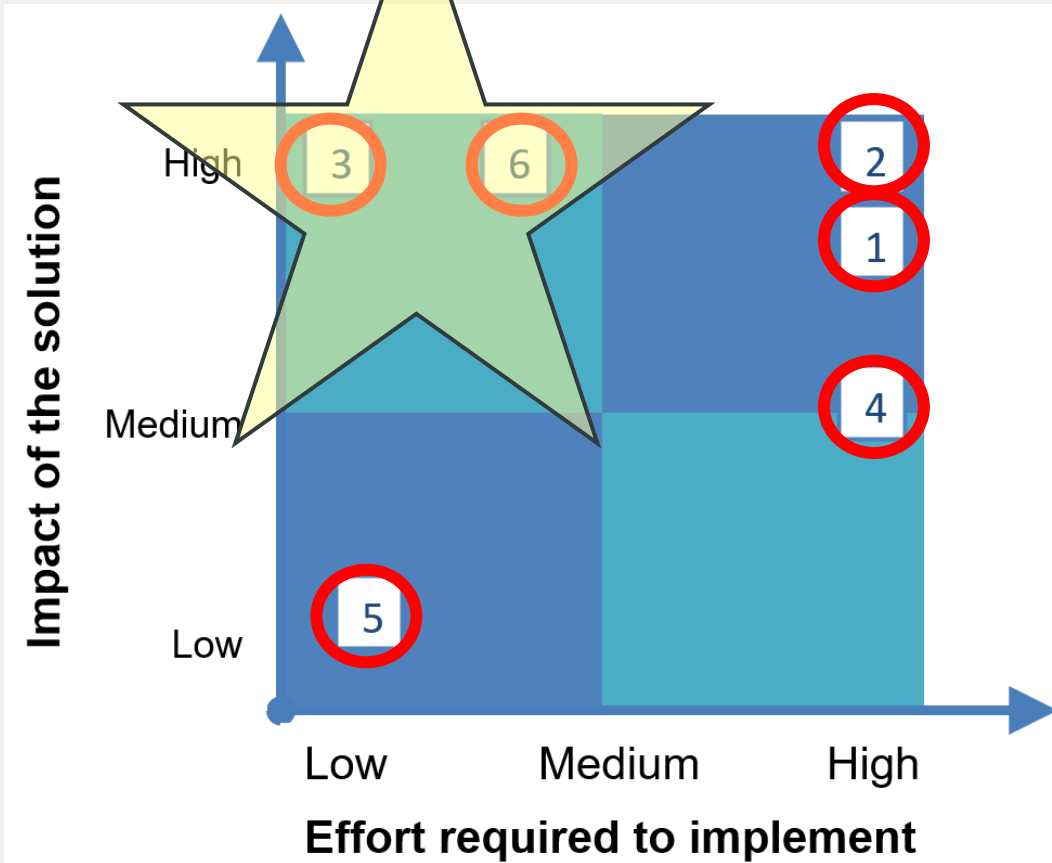 Impact of the solution
High
3
6
2
1
Medium
4
5
Low
Low Medium High
Effort required to implement